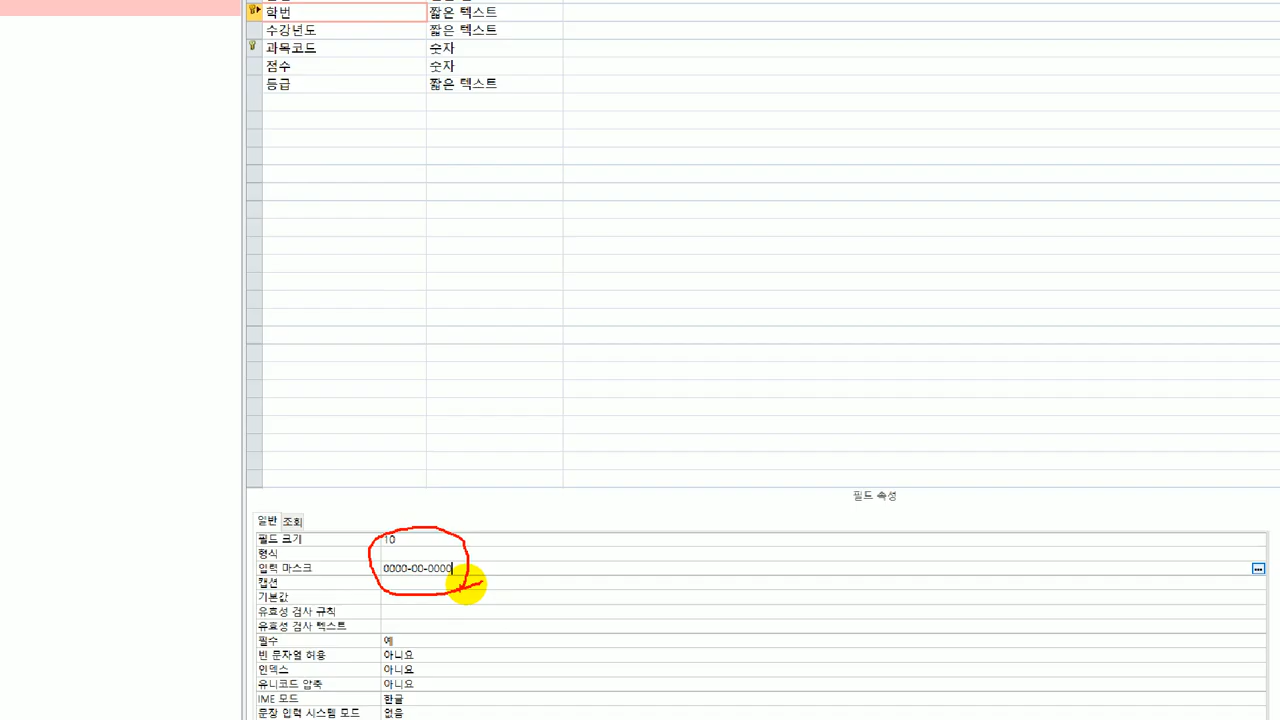 학번 짧은 텍스트
수강년도 짧은 텍스트
과목코드 숫자
점수 숫자
등급 짧은 텍스트
필드 속성
일반 조회
필드 크기 10
형식
입력 마스크 0000-00-0000
캡션
기본값
유효성 검사 규칙
유효성 검사 텍스트
필수 예
빈 문자열 허용 아니요
인덱스 아니요
유니코드 압축 아니요
IME 모드 한글
문장 입력 시스템 모드 없음